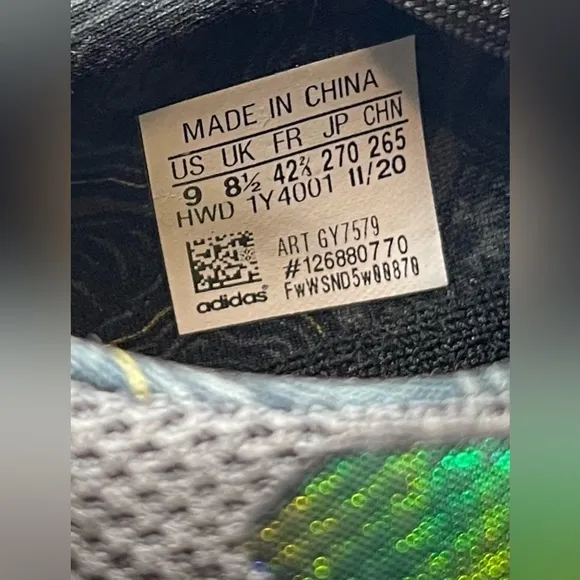 MADE IN CHINA
US UK FR JP CHN
9 8½ 42⅔ 270 265
HWD 1Y4001 11/20
ART GY7579
#126880770
FwWSND5w00870
adidas